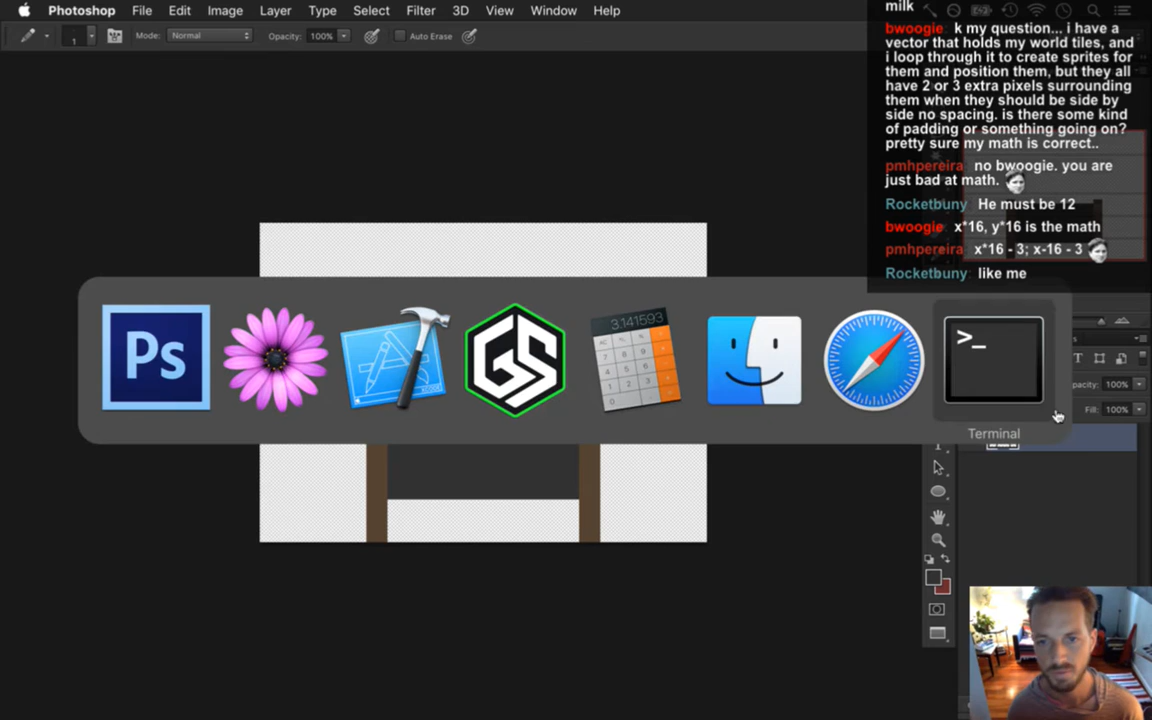 Photoshop File Edit Image Layer Type Select Filter 3D View Window Help
1 Mode: Normal Opacity: 100% Auto Erase
milk
bwoogie: k my question... i have a
vector that holds my world tiles, and
i loop through it to create sprites for
them and position them, but they all
have 2 or 3 extra pixels surrounding
them when they should be side by
side no spacing. is there some kind
of padding or something going on?
pretty sure my math is correct..
pmhpereira no bwoogie. you are
just bad at math.
Rocketbuny: He must be 12
bwoogie: x*16, y*16 is the math
pmhpereira: x*16 - 3; x-16 - 3
Rocketbuny: like me
Ps
GS
3.141593
>_
Terminal
pacity: 100%
Fill: 100%